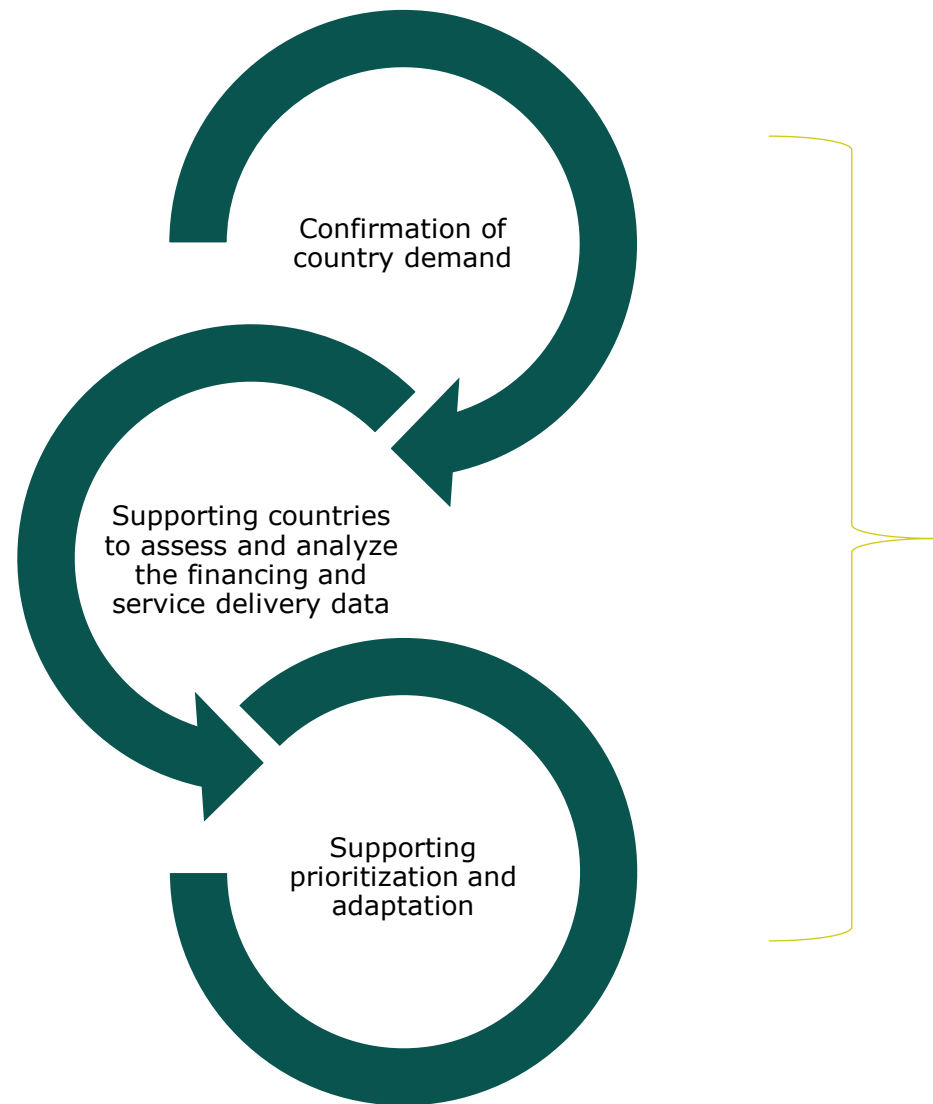 Confirmation of
country demand
Supporting countries
to assess and analyze
the financing and
service delivery data
Supporting
prioritization and
adaptation